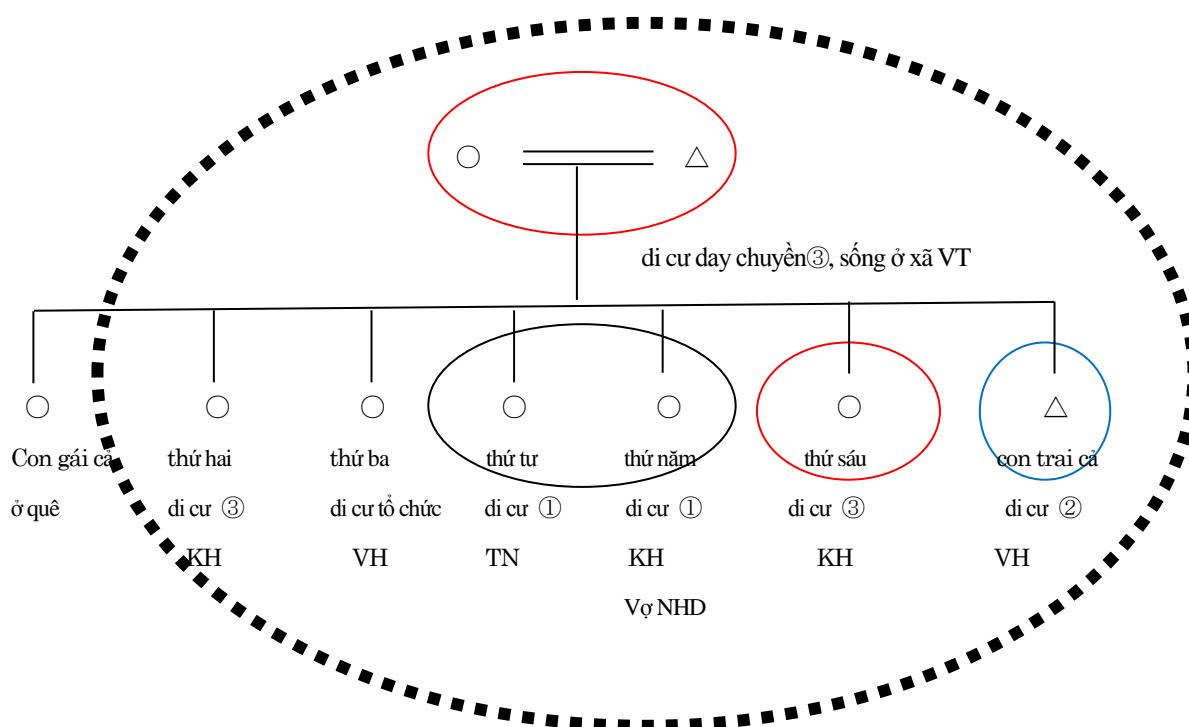 di cư day chuyền③, sống ở xã VT
Con gái cả thứ hai thứ ba thứ tư thứ năm thứ sáu con trai cả
ở quê di cư ③ di cư tổ chức di cư ① di cư ① di cư ③ di cư ②
KH VH TN KH KH VH
Vợ NHD